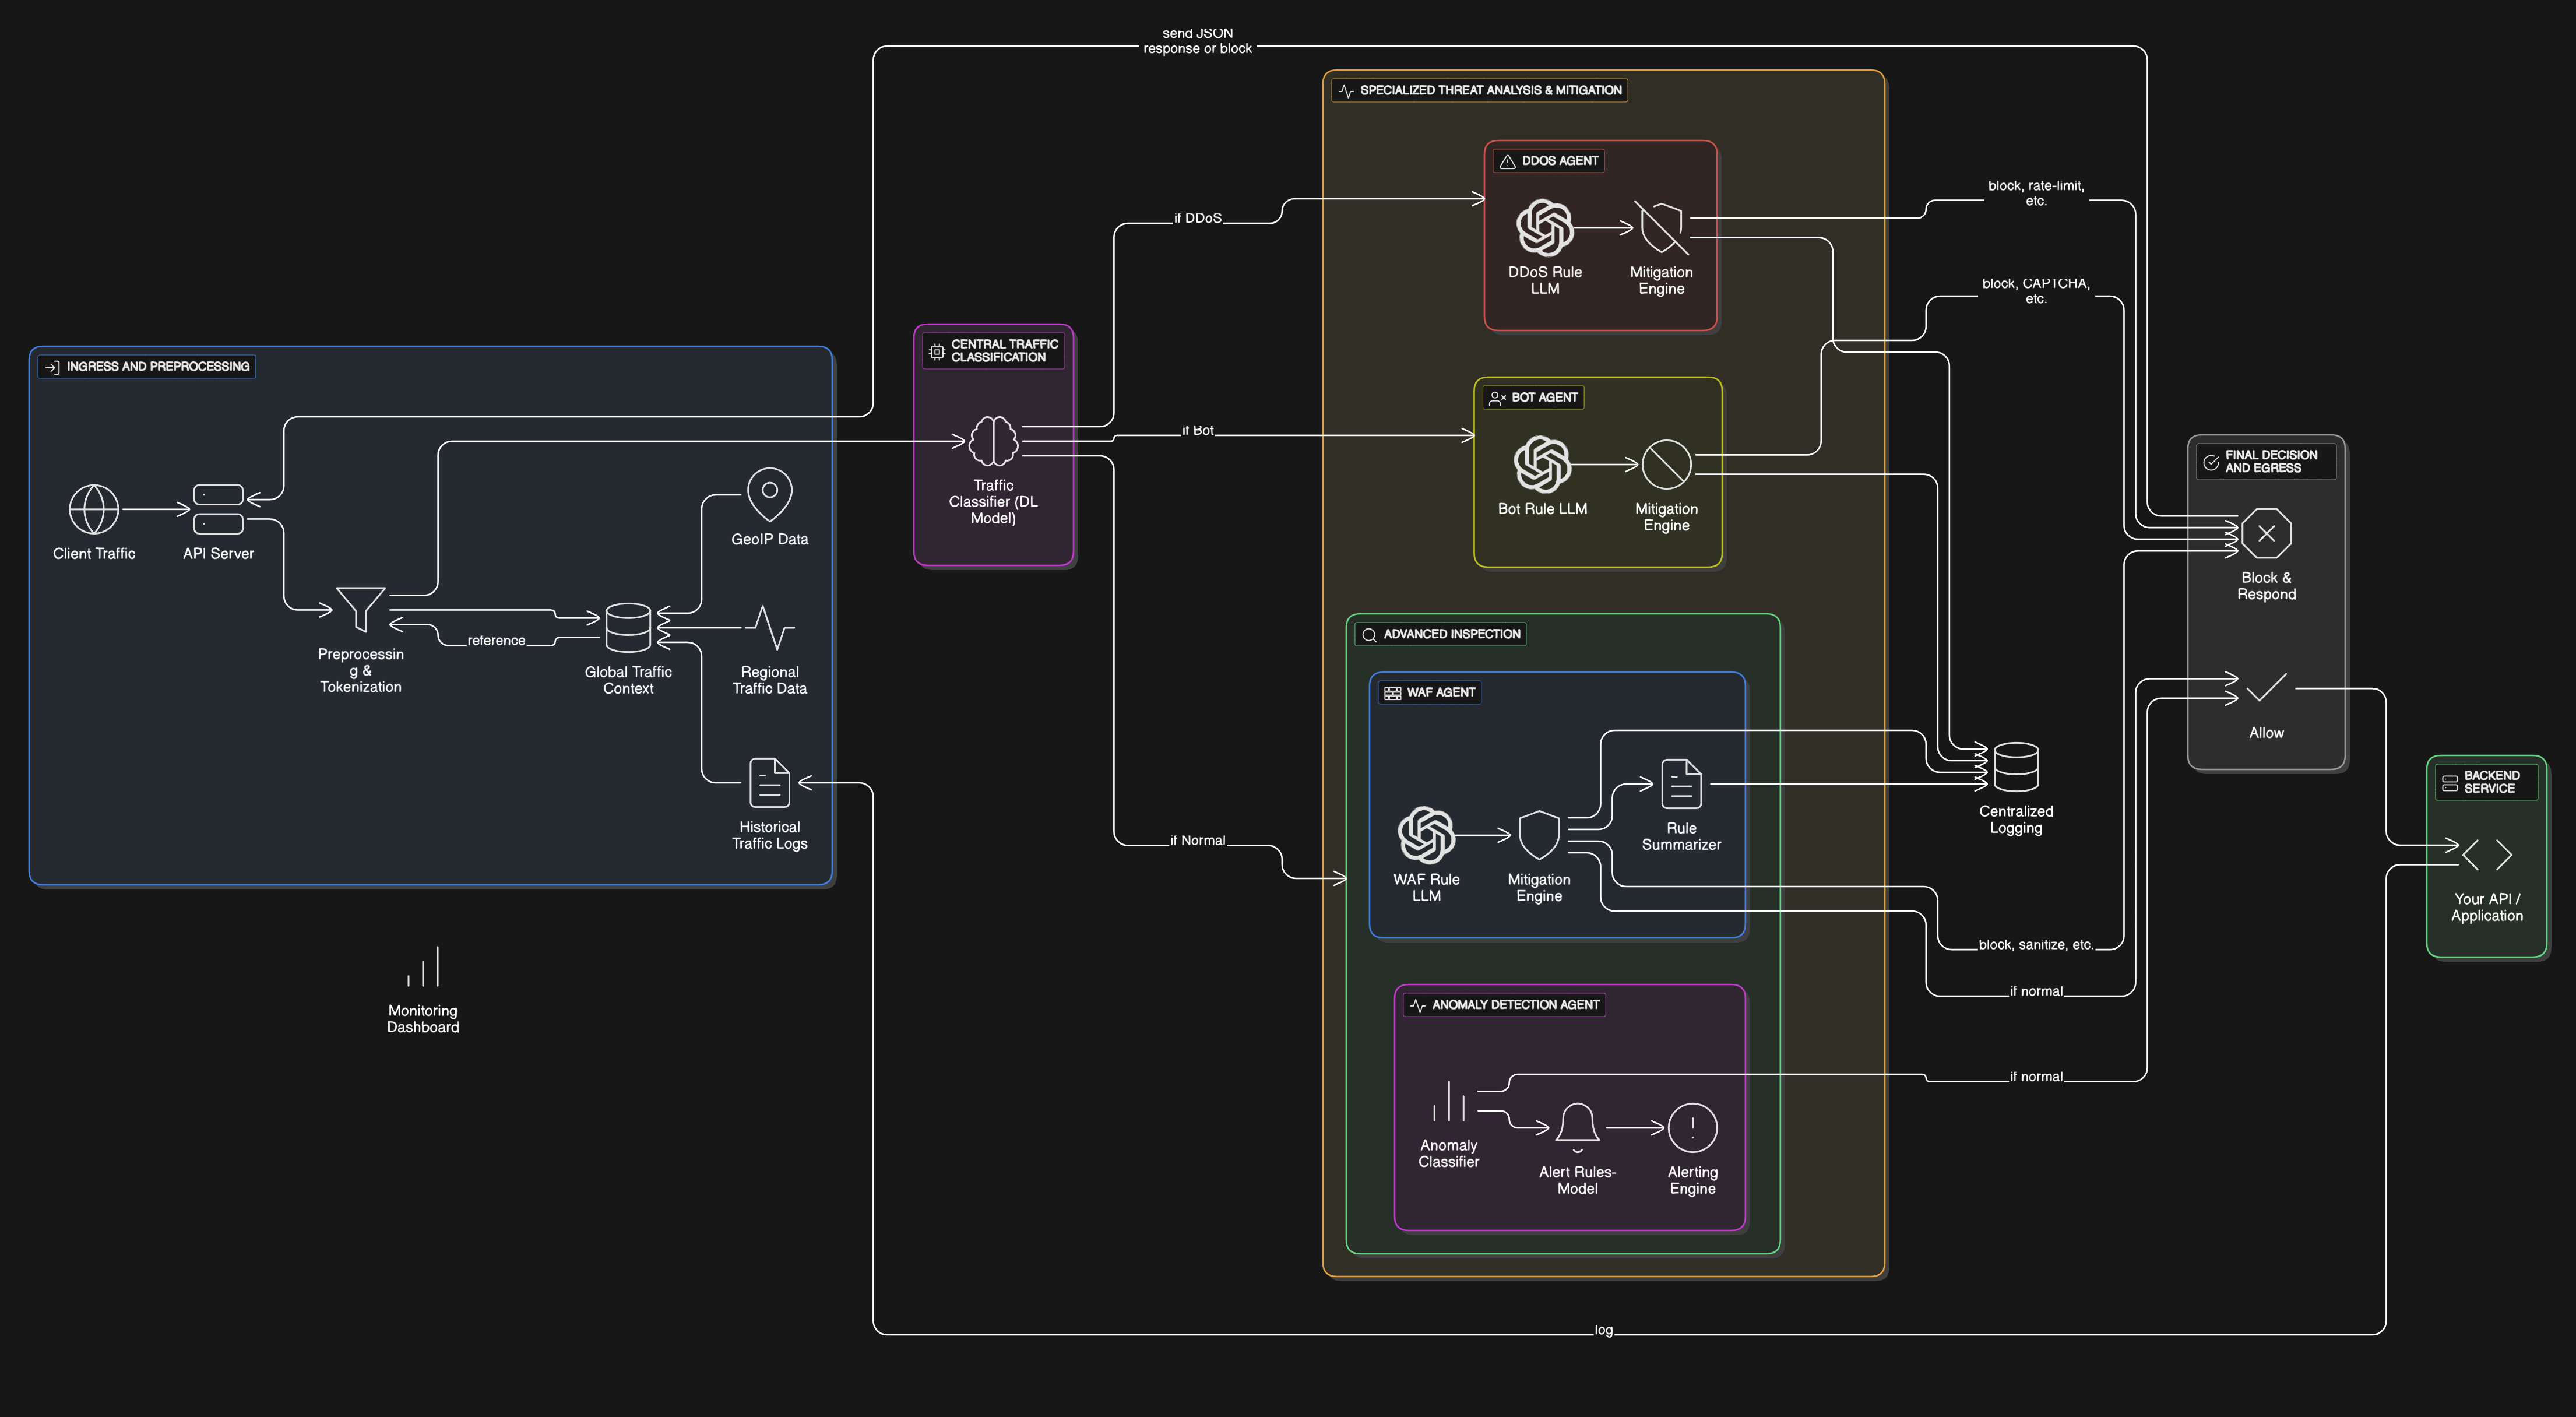 send JSON
response or block
SPECIALIZED THREAT ANALYSIS & MITIGATION
DDOS AGENT
DDoS Rule
LLM
Mitigation
Engine
block, rate-limit,
etc.
if DDoS
block, CAPTCHA,
etc.
CENTRAL TRAFFIC
CLASSIFICATION
Traffic
Classifier (DL
Model)
INGRESS AND PREPROCESSING
Client Traffic
API Server
GeoIP Data
Preprocessin
g &
Tokenization
reference
Global Traffic
Context
Regional
Traffic Data
Historical
Traffic Logs
if Bot
BOT AGENT
Bot Rule LLM
Mitigation
Engine
FINAL DECISION
AND EGRESS
Block &
Respond
Allow
ADVANCED INSPECTION
WAF AGENT
WAF Rule
LLM
Mitigation
Engine
Rule
Summarizer
if Normal
Centralized
Logging
BACKEND
SERVICE
Your API /
Application
block, sanitize, etc.
if normal
Monitoring
Dashboard
ANOMALY DETECTION AGENT
Anomaly
Classifier
Alert Rules-
Model
Alerting
Engine
if normal
log